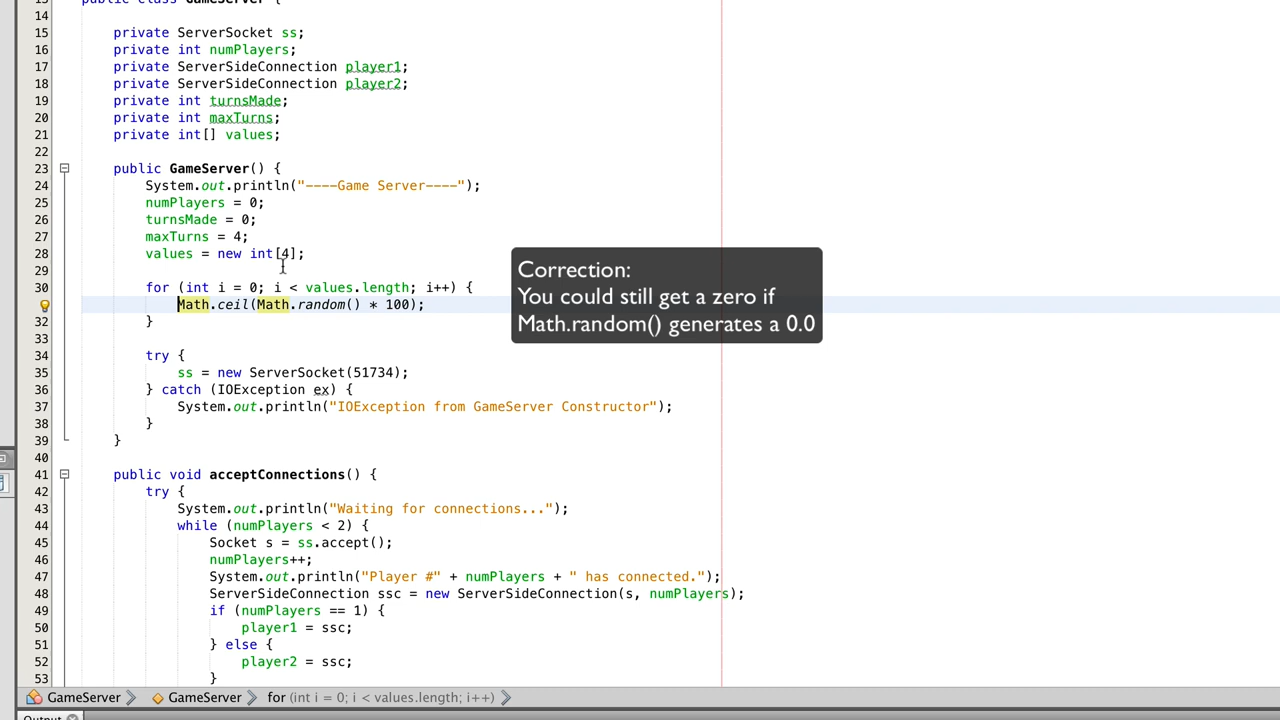 13 public class GameServer {
14
15 private ServerSocket ss;
16 private int numPlayers;
17 private ServerSideConnection player1;
18 private ServerSideConnection player2;
19 private int turnsMade;
20 private int maxTurns;
21 private int[] values;
22
23 public GameServer() {
24 System.out.println("----Game Server----");
25 numPlayers = 0;
26 turnsMade = 0;
27 maxTurns = 4;
28 values = new int[4];
29
30 for (int i = 0; i < values.length; i++) {
Math.ceil(Math.random() * 100);
32 }
33
34 try {
35 ss = new ServerSocket(51734);
36 } catch (IOException ex) {
37 System.out.println("IOException from GameServer Constructor");
38 }
39 }
40
41 public void acceptConnections() {
42 try {
43 System.out.println("Waiting for connections...");
44 while (numPlayers < 2) {
45 Socket s = ss.accept();
46 numPlayers++;
47 System.out.println("Player #" + numPlayers + " has connected.");
48 ServerSideConnection ssc = new ServerSideConnection(s, numPlayers);
49 if (numPlayers == 1) {
50 player1 = ssc;
51 } else {
52 player2 = ssc;
53 }
Correction:
You could still get a zero if
Math.random() generates a 0.0
GameServer GameServer for (int i = 0; i < values.length; i++)
Output